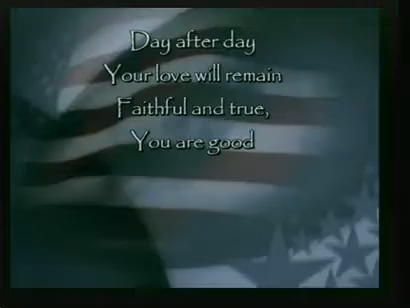 Day after day
Your love will remain
Faithful and true,
You are good